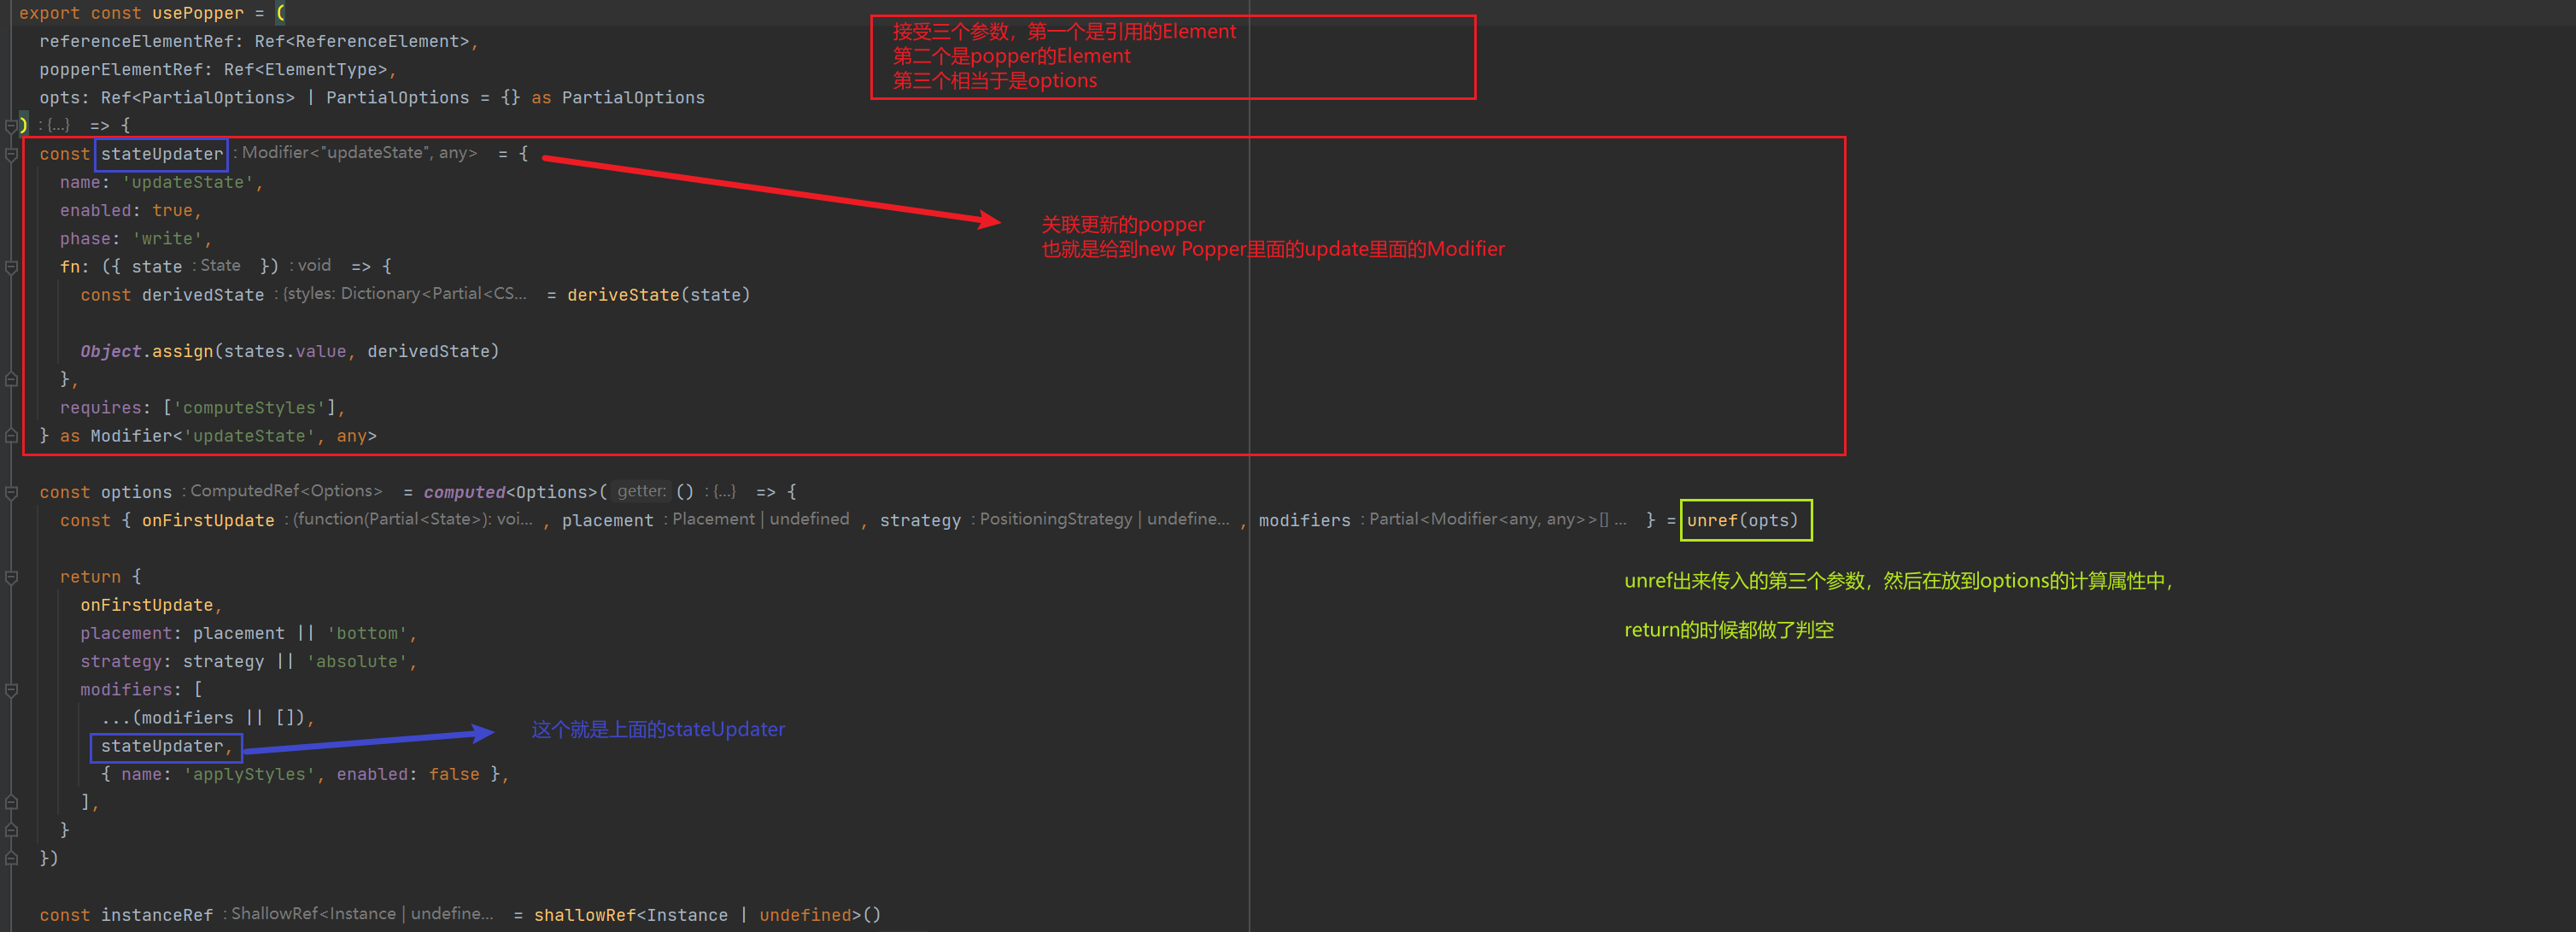 export const usePopper = (
referenceElementRef: Ref<ReferenceElement>,
popperElementRef: Ref<ElementType>,
opts: Ref<PartialOptions> | PartialOptions = {} as PartialOptions
) : {...} => {
接受三个参数，第一个是引用的Element
第二个是popper的Element
第三个相当于是options
const stateUpdater : Modifier<"updateState", any> = {
name: 'updateState',
enabled: true,
phase: 'write',
fn: ({ state : State }) : void => {
const derivedState : {styles: Dictionary<Partial<CS... = deriveState(state)
Object.assign(states.value, derivedState)
},
requires: ['computeStyles'],
} as Modifier<'updateState', any>
关联更新的popper
也就是给到new Popper里面的update里面的Modifier
const options : ComputedRef<Options> = computed<Options>( getter: () : {...} => {
const { onFirstUpdate : (function(Partial<State>): voi... , placement : Placement | undefined , strategy : PositioningStrategy | undefine... , modifiers : Partial<Modifier<any, any>>[] ... } = unref(opts)
unref出来传入的第三个参数，然后在放到options的计算属性中，
return的时候都做了判空
return {
onFirstUpdate,
placement: placement || 'bottom',
strategy: strategy || 'absolute',
modifiers: [
...(modifiers || []),
stateUpdater,
这个就是上面的stateUpdater
{ name: 'applyStyles', enabled: false },
],
}
})
const instanceRef : ShallowRef<Instance | undefine... = shallowRef<Instance | undefined>()